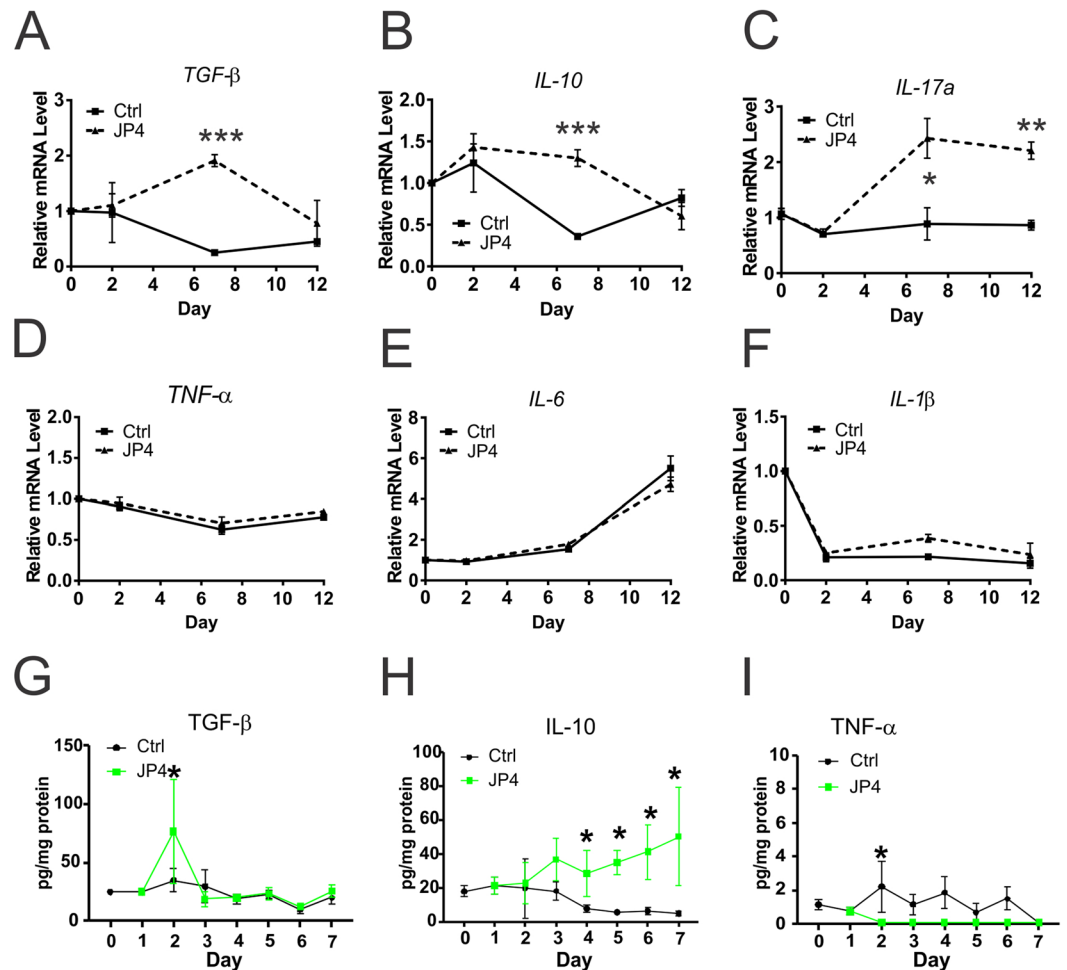 A
TGF-β
Relative mRNA Level
3
2
1
0
Ctrl
JP4
***
0 2 4 6 8 10 12
Day
B
IL-10
Relative mRNA Level
2.0
1.5
1.0
0.5
0.0
***
Ctrl
JP4
0 2 4 6 8 10 12
Day
C
IL-17a
Relative mRNA Level
3
2
1
0
Ctrl
JP4
**
*
0 2 4 6 8 10 12
Day
D
TNF-α
Relative mRNA Level
2.0
1.5
1.0
0.5
0.0
Ctrl
JP4
0 2 4 6 8 10 12
Day
E
IL-6
Relative mRNA Level
8
6
4
2
0
Ctrl
JP4
0 2 4 6 8 10 12
Day
F
IL-1β
Relative mRNA Level
1.5
1.0
0.5
0.0
Ctrl
JP4
0 2 4 6 8 10 12
Day
G
TGF-β
pg/mg protein
150
100
50
0
Ctrl
JP4
*
0 1 2 3 4 5 6 7
Day
H
IL-10
pg/mg protein
100
80
60
40
20
0
Ctrl
JP4
* * * *
0 1 2 3 4 5 6 7
Day
I
TNF-α
pg/mg protein
10
8
6
4
2
0
Ctrl
JP4
*
0 1 2 3 4 5 6 7
Day